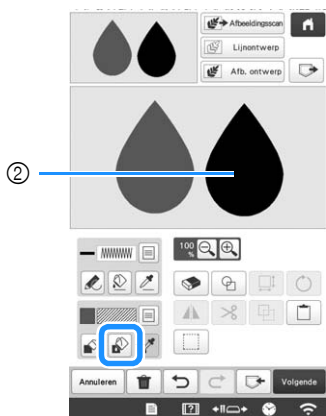 Afbeeldingsscan
Lijnontwerp
Afb. ontwerp
②
100 %
Annuleren
Volgende